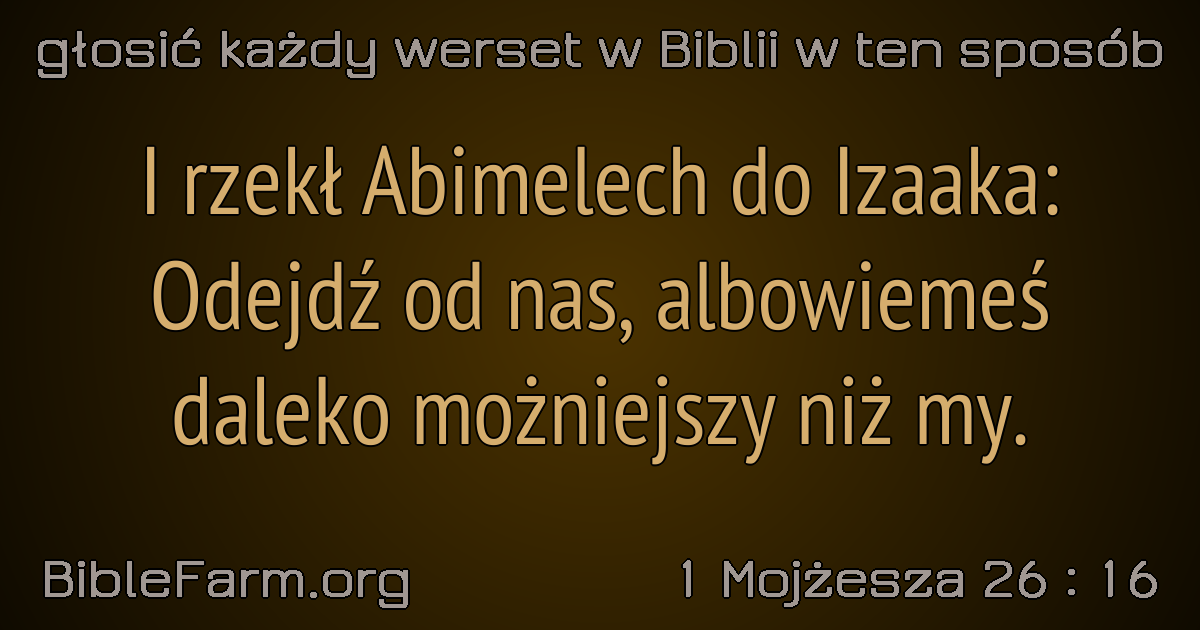 głosić każdy werset w Biblii w ten sposób
I rzekł Abimelech do Izaaka:
Odejdź od nas, albowiemeś
daleko możniejszy niż my.
BibleFarm.org
1 Mojżesza 26 : 16